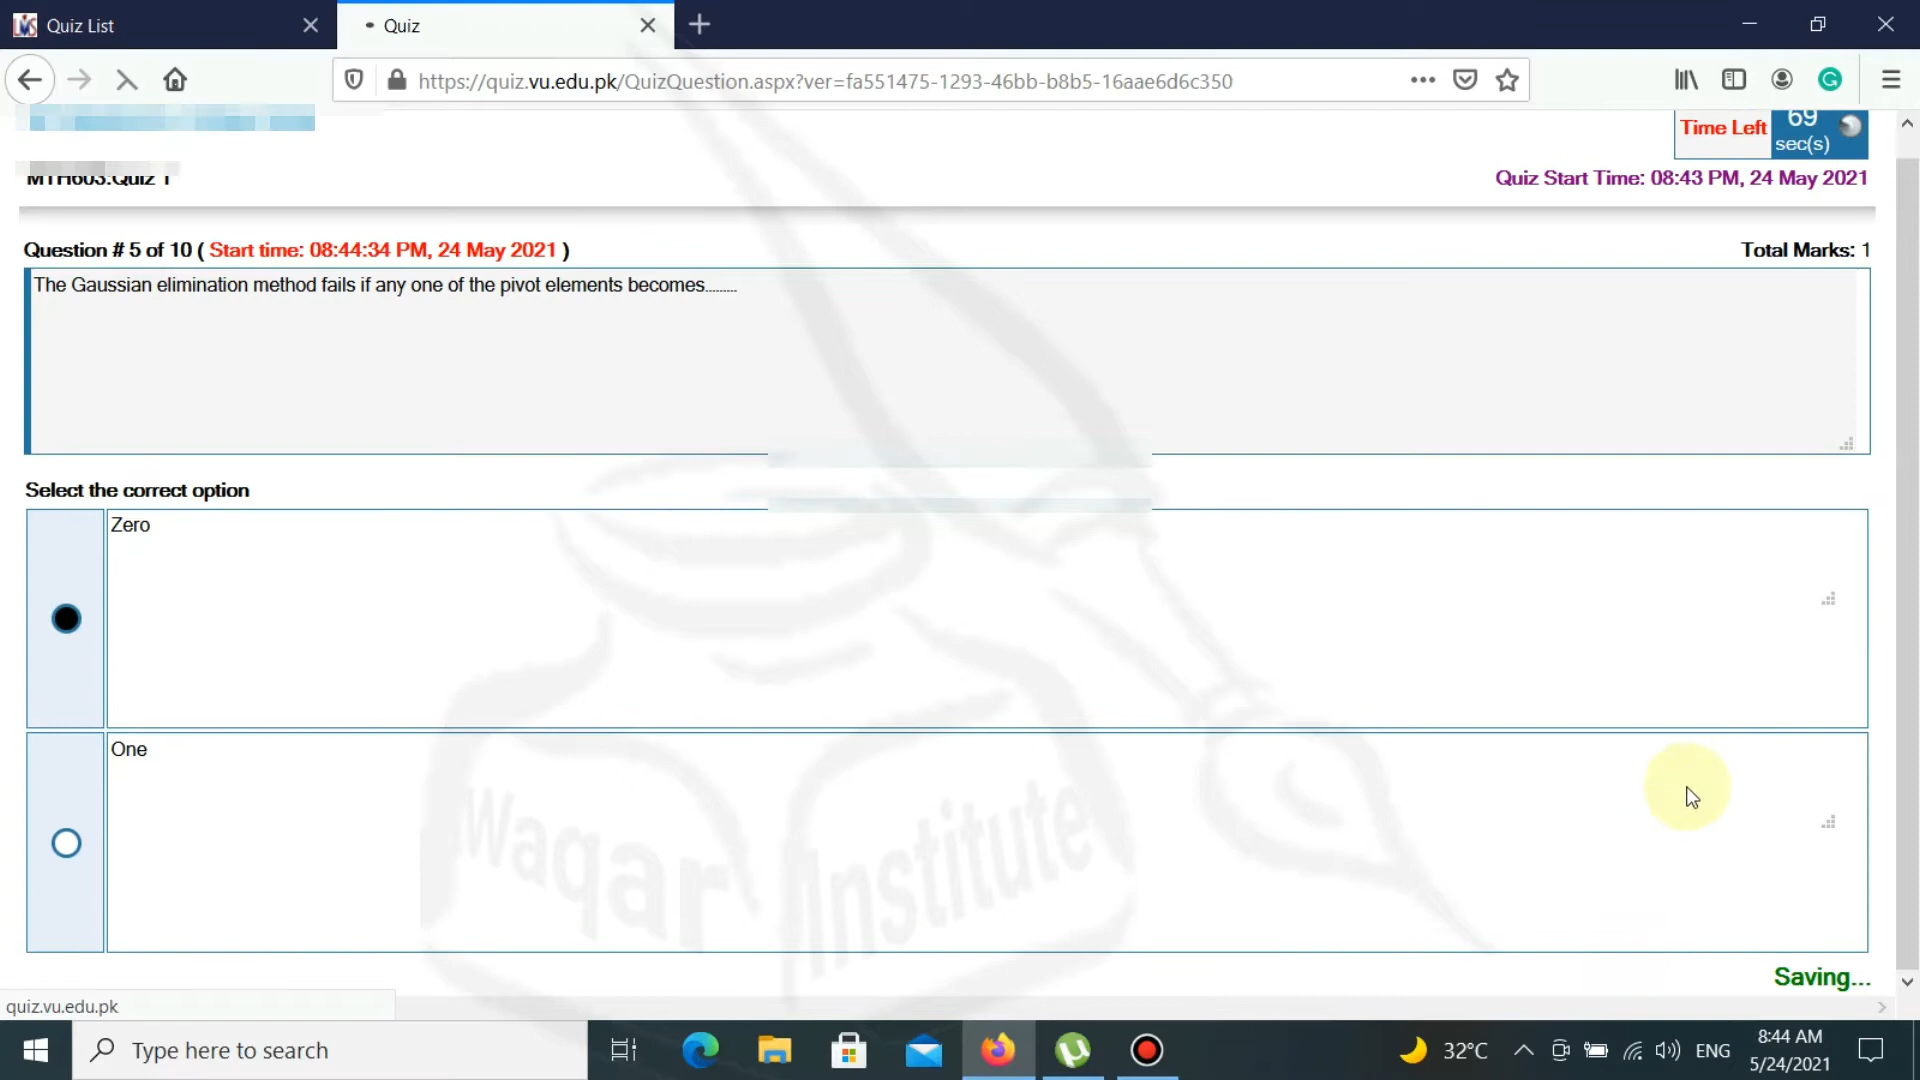 Quiz List
Quiz
https://quiz.vu.edu.pk/QuizQuestion.aspx?ver=fa551475-1293-46bb-b8b5-16aae6d6c350
Time Left 69 sec(s)
MTH603:Quiz 1
Quiz Start Time: 08:43 PM, 24 May 2021
Question # 5 of 10 ( Start time: 08:44:34 PM, 24 May 2021 )
Total Marks: 1
The Gaussian elimination method fails if any one of the pivot elements becomes.........
Select the correct option
Zero
One
Waqar Institute
Saving...
quiz.vu.edu.pk
Type here to search
32°C
ENG
8:44 AM
5/24/2021